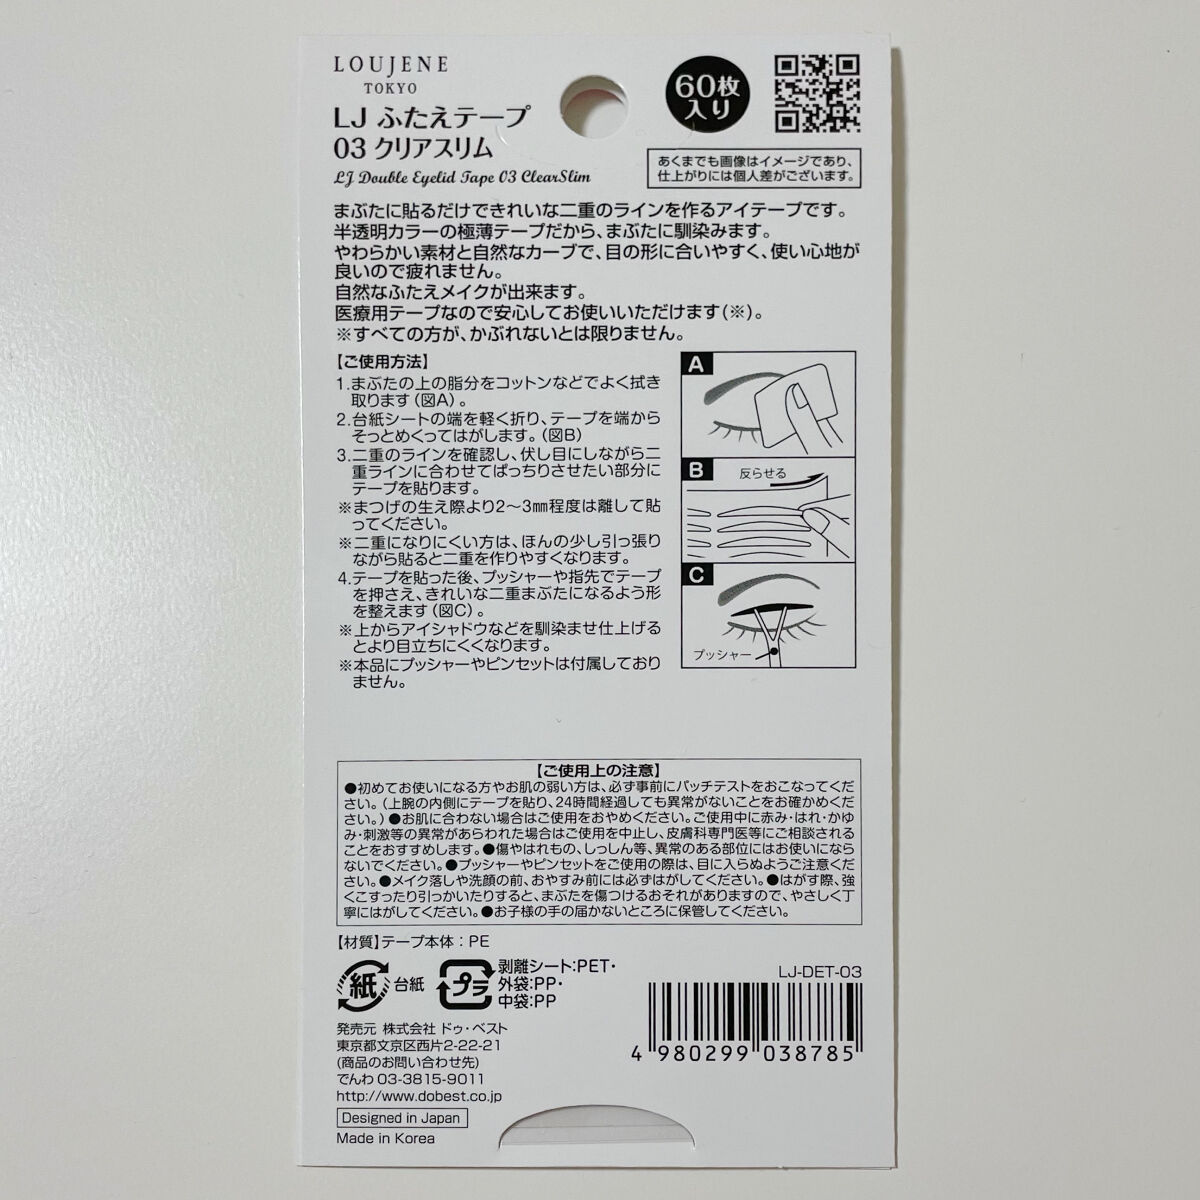 LOUJENE
TOKYO
LJ ふたえテープ
03 クリアスリム
LJ Double Eyelid Tape 03 ClearSlim
60枚
入り
あくまでも画像はイメージであり、
仕上がりには個人差がございます。
まぶたに貼るだけできれいな二重のラインを作るアイテープです。
半透明カラーの極薄テープだから、まぶたに馴染みます。
やわらかい素材と自然なカーブで、目の形に合いやすく、使い心地が
良いので疲れません。
自然なふたえメイクが出来ます。
医療用テープなので安心してお使いいただけます(※)。
※すべての方が、かぶれないとは限りません。
【ご使用方法】
1.まぶたの上の脂分をコットンなどでよく拭き
取ります(図A)。
2.台紙シートの端を軽く折り、テープを端から
そっとめくってはがします。(図B)
3.二重のラインを確認し、伏し目にしながら二
重ラインに合わせてぱっちりさせたい部分に
テープを貼ります。
※まつげの生え際より2〜3㎜程度は離して貼
ってください。
※二重になりにくい方は、ほんの少し引っ張り
ながら貼ると二重を作りやすくなります。
4.テープを貼った後、プッシャーや指先でテープ
を押さえ、きれいな二重まぶたになるよう形
を整えます(図C)。
※上からアイシャドウなどを馴染ませ仕上げる
とより目立ちにくくなります。
※本品にプッシャーやピンセットは付属しており
ません。
A
B
反らせる
C
プッシャー
【ご使用上の注意】
●初めてお使いになる方やお肌の弱い方は、必ず事前にパッチテストをおこなってくだ
さい。(上腕の内側にテープを貼り、24時間経過しても異常がないことをお確かめくだ
さい。)●お肌に合わない場合はご使用をおやめください。ご使用中に赤み・はれ・かゆ
み・刺激等の異常があらわれた場合はご使用を中止し、皮膚科専門医等にご相談される
ことをおすすめします。●傷やはれもの、しっしん等、異常のある部位にはお使いになら
ないでください。●プッシャーやピンセットをご使用の際は、目に入らぬようご注意くだ
さい。●メイク落しや洗顔の前、おやすみ前には必ずはがしてください。●はがす際、強
くこすったり引っかいたりすると、まぶたを傷つけるおそれがありますので、やさしく丁
寧にはがしてください。●お子様の手の届かないところに保管してください。
【材質】テープ本体：PE
紙
台紙
プラ
剥離シート:PET・
外袋:PP・
中袋:PP
LJ-DET-03
4 980299 038785
発売元 株式会社 ドゥ・ベスト
東京都文京区西片2-22-21
(商品のお問い合わせ先)
でんわ 03-3815-9011
http://www.dobest.co.jp
Designed in Japan
Made in Korea